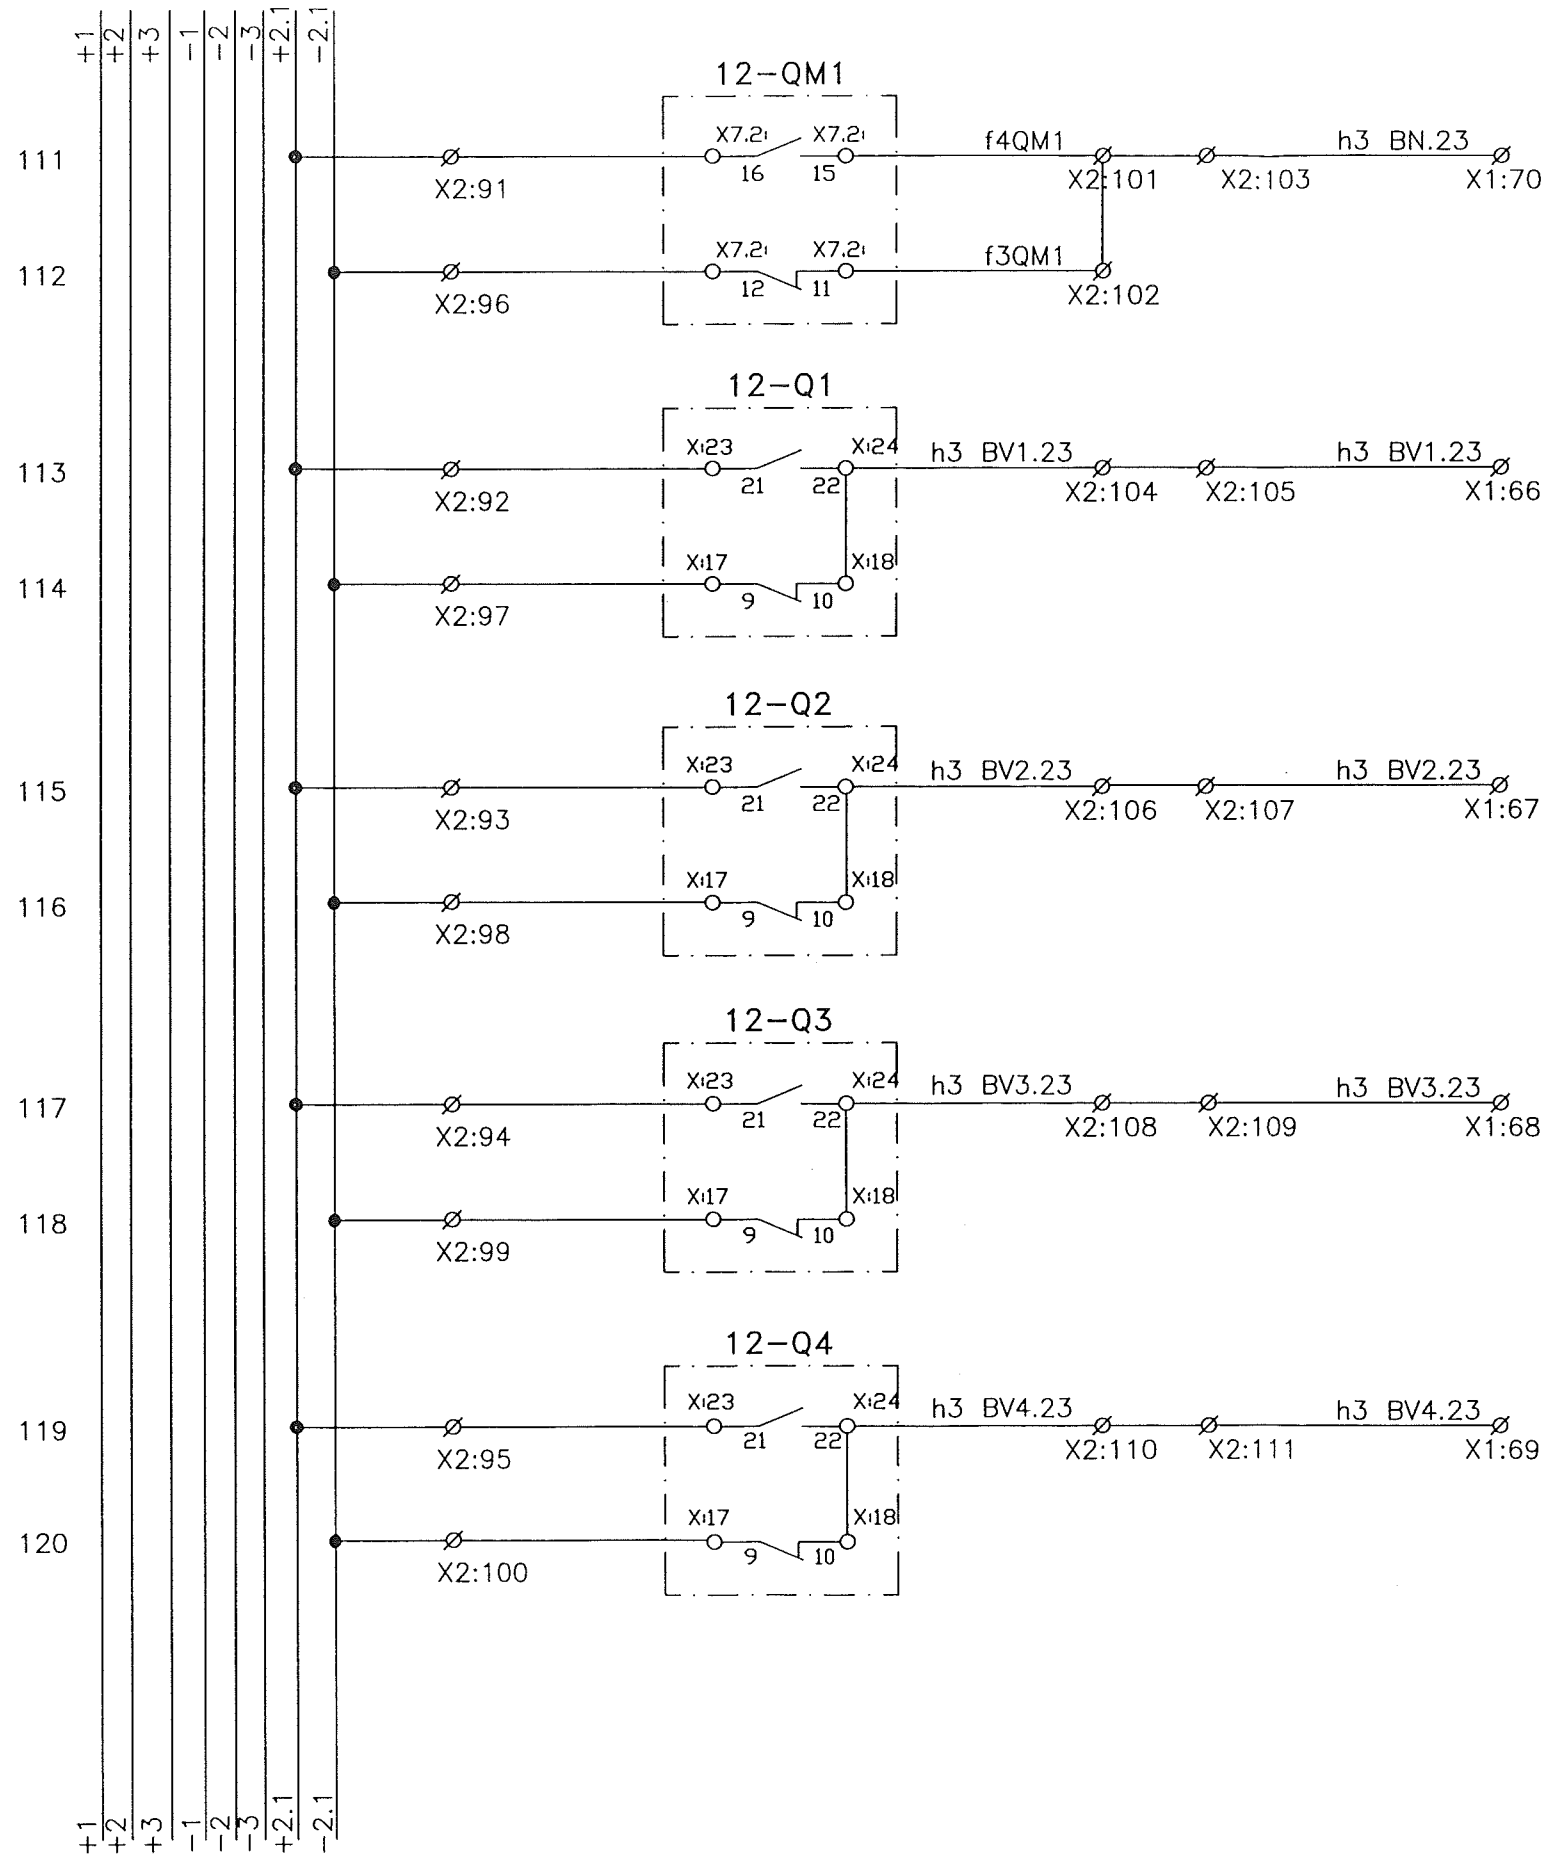 +1 +2 +3 -1 -2 -3 +2.1 -2.1
12-QM1
111 X7.2: X7.2: f4QM1 h3 BN.23
16 15
X2:91 X2:101 X2:103 X1:70
112 X7.2: X7.2: f3QM1
12 11
X2:96 X2:102
12-Q1
113 X:23 X:24 h3 BV1.23 h3 BV1.23
21 22
X2:92 X2:104 X2:105 X1:66
114 X:17 X:18
9 10
X2:97
12-Q2
115 X:23 X:24 h3 BV2.23 h3 BV2.23
21 22
X2:93 X2:106 X2:107 X1:67
116 X:17 X:18
9 10
X2:98
12-Q3
117 X:23 X:24 h3 BV3.23 h3 BV3.23
21 22
X2:94 X2:108 X2:109 X1:68
118 X:17 X:18
9 10
X2:99
12-Q4
119 X:23 X:24 h3 BV4.23 h3 BV4.23
21 22
X2:95 X2:110 X2:111 X1:69
120 X:17 X:18
9 10
X2:100
+1 +2 +3 -1 -2 -3 +2.1 -2.1